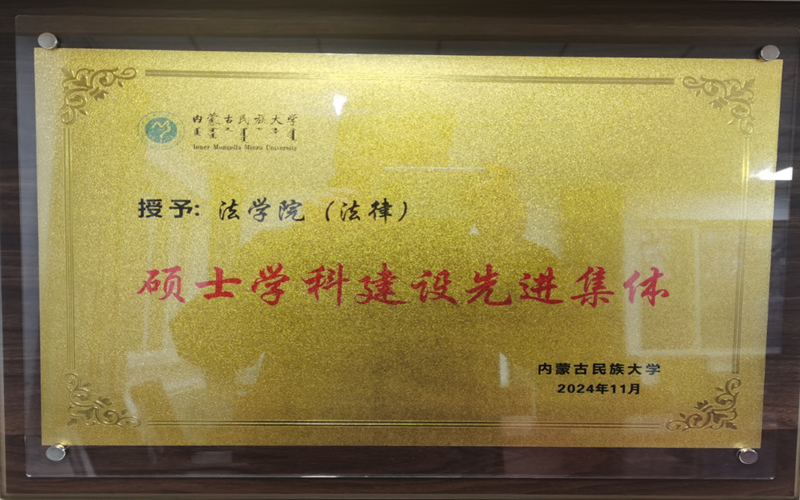 内蒙古民族大学
Inner Mongolia Minzu University
授予: 法学院（法律）
硕士学科建设先进集体
内蒙古民族大学
2024年11月